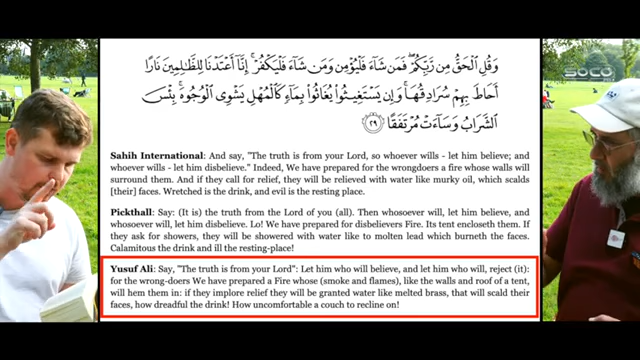 وَقُلِ الْحَقُّ مِن رَّبِّكُمْ ۖ فَمَن شَاءَ فَلْيُؤْمِن وَمَن شَاءَ فَلْيَكْفُرْ ۚ إِنَّا أَعْتَدْنَا لِلظَّالِمِينَ نَارًا
أَحَاطَ بِهِمْ سُرَادِقُهَا ۚ وَإِن يَسْتَغِيثُوا يُغَاثُوا بِمَاءٍ كَالْمُهْلِ يَشْوِي الْوُجُوهَ ۚ بِئْسَ
الشَّرَابُ وَسَاءَتْ مُرْتَفَقًا ﴿٢٩﴾
SOCO
Sahih International: And say, "The truth is from your Lord, so whoever wills - let him believe; and
whoever wills - let him disbelieve." Indeed, We have prepared for the wrongdoers a fire whose walls will
surround them. And if they call for relief, they will be relieved with water like murky oil, which scalds
[their] faces. Wretched is the drink, and evil is the resting place.
Pickthall: Say: (It is) the truth from the Lord of you (all). Then whosoever will, let him believe, and
whosoever will, let him disbelieve. Lo! We have prepared for disbelievers Fire. Its tent encloseth them. If
they ask for showers, they will be showered with water like to molten lead which burneth the faces.
Calamitous the drink and ill the resting-place!
Yusuf Ali: Say, "The truth is from your Lord": Let him who will believe, and let him who will, reject (it):
for the wrong-doers We have prepared a Fire whose (smoke and flames), like the walls and roof of a tent,
will hem them in: if they implore relief they will be granted water like melted brass, that will scald their
faces, how dreadful the drink! How uncomfortable a couch to recline on!